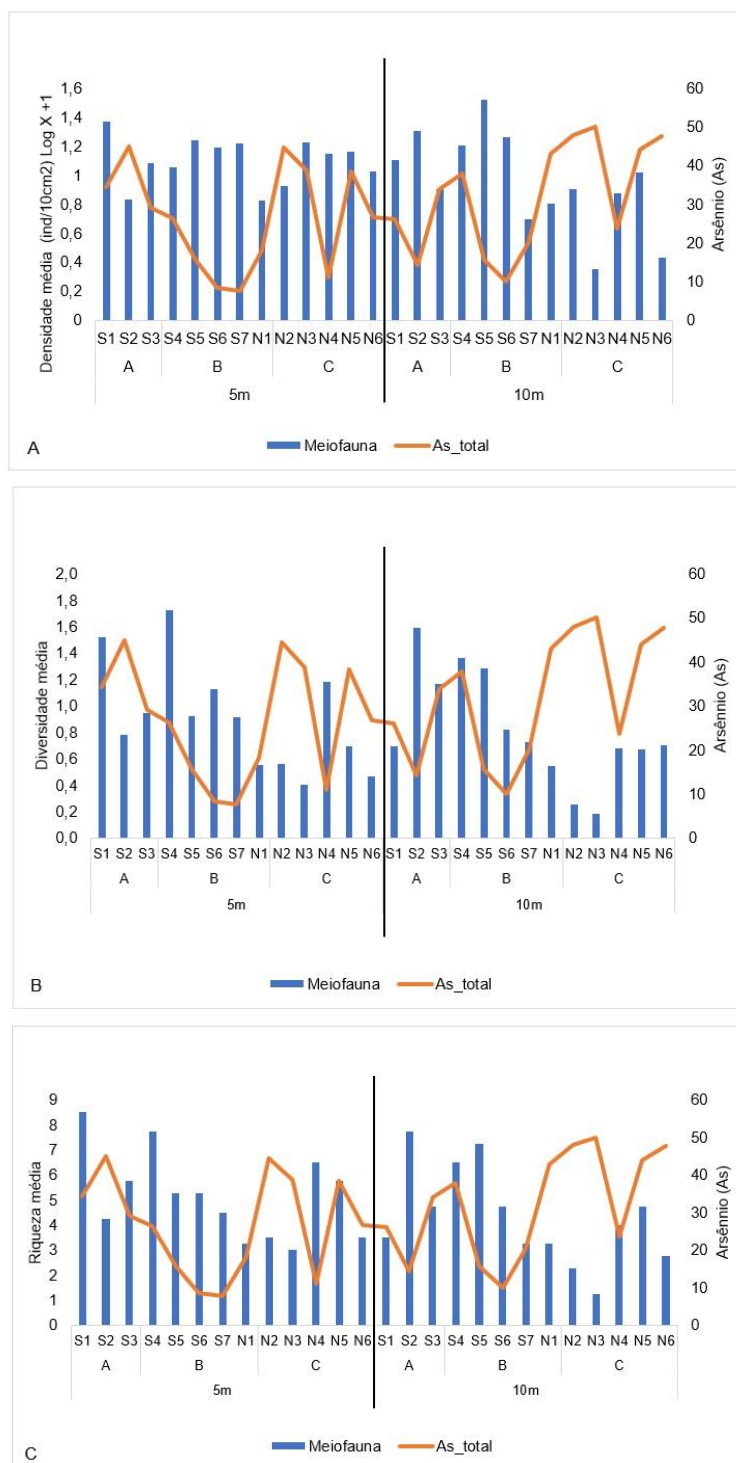 1,6
1,4
1,2
1
0,8
0,6
0,4
0,2
0
Densidade média (ind/10cm2) Log X +1
60
50
40
30
20
10
0
Arsênnio (As)
S1 S2 S3 S4 S5 S6 S7 N1 N2 N3 N4 N5 N6 S1 S2 S3 S4 S5 S6 S7 N1 N2 N3 N4 N5 N6
A B C A B C
5m 10m
Meiofauna As_total
A
2,0
1,8
1,6
1,4
1,2
1,0
0,8
0,6
0,4
0,2
0,0
Diversidade média
60
50
40
30
20
10
0
Arsênnio (As)
S1 S2 S3 S4 S5 S6 S7 N1 N2 N3 N4 N5 N6 S1 S2 S3 S4 S5 S6 S7 N1 N2 N3 N4 N5 N6
A B C A B C
5m 10m
Meiofauna As_total
B
9
8
7
6
5
4
3
2
1
0
Riqueza média
60
50
40
30
20
10
0
Arsênnio (As)
S1 S2 S3 S4 S5 S6 S7 N1 N2 N3 N4 N5 N6 S1 S2 S3 S4 S5 S6 S7 N1 N2 N3 N4 N5 N6
A B C A B C
5m 10m
Meiofauna As_total
C